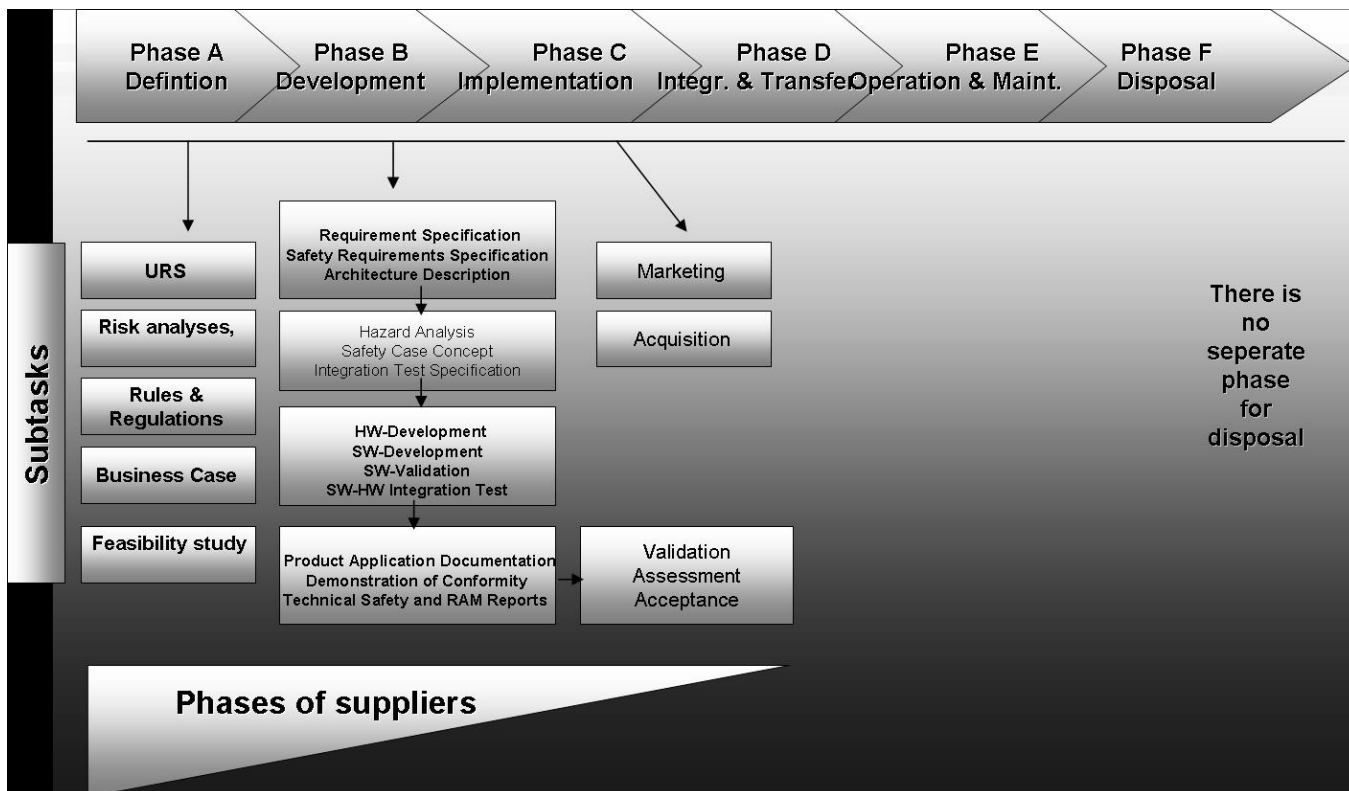 Phase A
Defintion
Phase B
Development
Phase C
Implementation
Phase D
Integr. & Transfer
Phase E
Operation & Maint.
Phase F
Disposal
Subtasks
URS
Risk analyses,
Rules &
Regulations
Business Case
Feasibility study
Requirement Specification
Safety Requirements Specification
Architecture Description
Hazard Analysis
Safety Case Concept
Integration Test Specification
HW-Development
SW-Development
SW-Validation
SW-HW Integration Test
Product Application Documentation
Demonstration of Conformity
Technical Safety and RAM Reports
Marketing
Acquisition
Validation
Assessment
Acceptance
There is
no
seperate
phase
for
disposal
Phases of suppliers